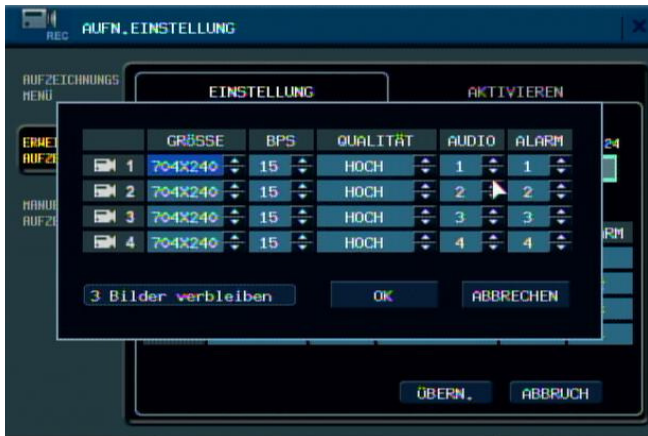 REC AUFN.EINSTELLUNG
AUFZEICHNUNGS
MENÜ
EINSTELLUNG AKTIVIEREN
24
GRÖSSE BPS QUALITÄT AUDIO ALARM
1 704X240 15 HOCH 1 1
2 704X240 15 HOCH 2 2
3 704X240 15 HOCH 3 3
4 704X240 15 HOCH 4 4
3 Bilder verbleiben OK ABBRECHEN
ÜBERN. ABBRUCH